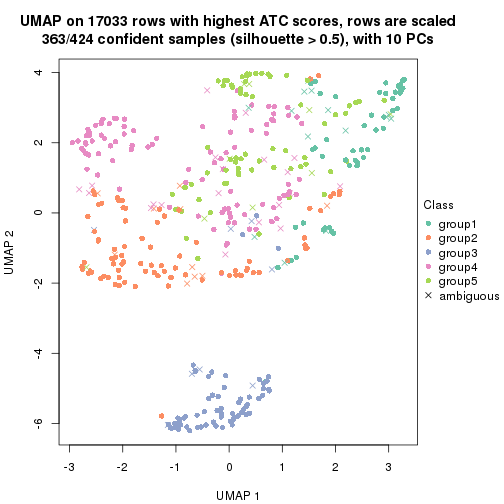 UMAP on 17033 rows with highest ATC scores, rows are scaled
363/424 confident samples (silhouette > 0.5), with 10 PCs
4
2
0
-2
-4
-6
UMAP 2
-3
-2
-1
0
1
2
3
UMAP 1
Class
group1
group2
group3
group4
group5
ambiguous